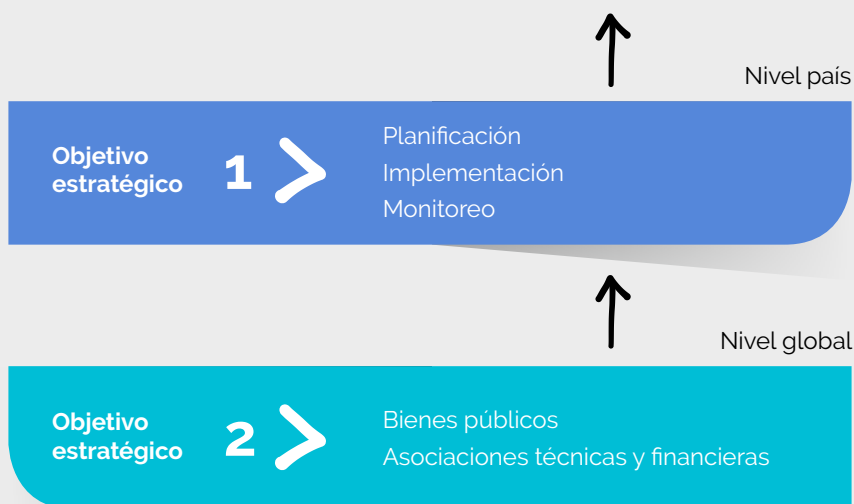 Nivel país
Objetivo
estratégico
1
Planificación
Implementación
Monitoreo
Nivel global
Objetivo
estratégico
2
Bienes públicos
Asociaciones técnicas y financieras